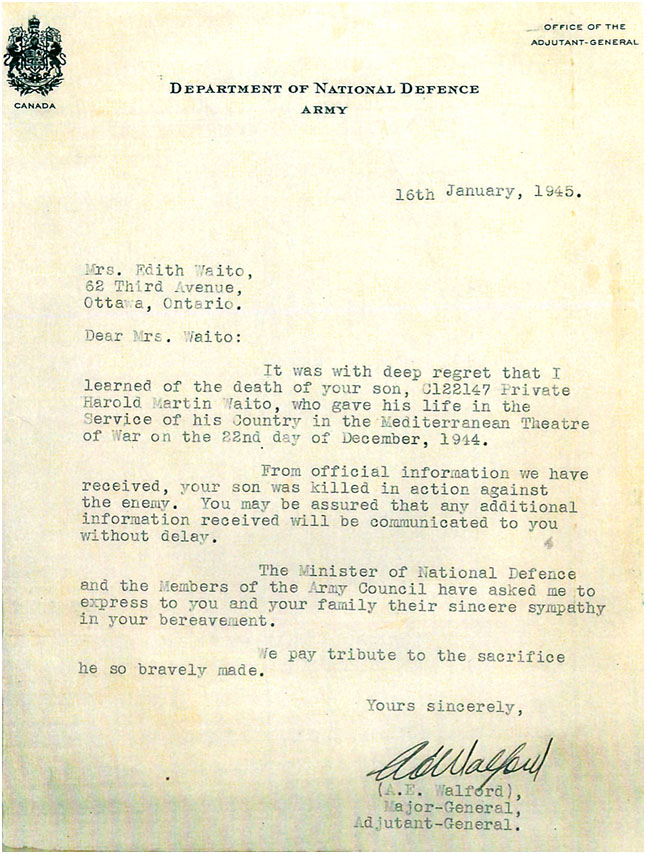 OFFICE OF THE
ADJUTANT-GENERAL
CANADA
DEPARTMENT OF NATIONAL DEFENCE
ARMY
16th January, 1945.
Mrs. Edith Waito,
62 Third Avenue,
Ottawa, Ontario.
Dear Mrs. Waito:
It was with deep regret that I
learned of the death of your son, C122147 Private
Harold Martin Waito, who gave his life in the
Service of his Country in the Mediterranean Theatre
of War on the 22nd day of December, 1944.
From official information we have
received, your son was killed in action against
the enemy. You may be assured that any additional
information received will be communicated to you
without delay.
The Minister of National Defence
and the Members of the Army Council have asked me to
express to you and your family their sincere sympathy
in your bereavement.
We pay tribute to the sacrifice
he so bravely made.
Yours sincerely,
AEWalford
(A.E. Walford),
Major-General,
Adjutant-General.